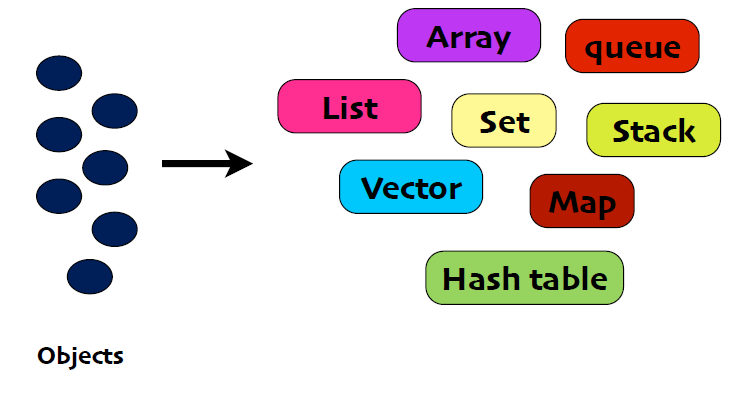 Array
queue
List
Set
Stack
Vector
Map
Hash table
Objects